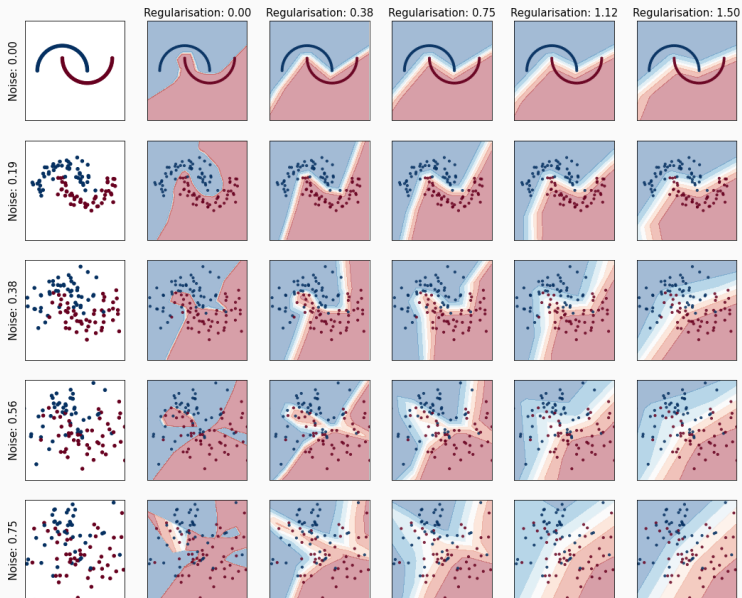 Regularisation: 0.00
Regularisation: 0.38
Regularisation: 0.75
Regularisation: 1.12
Regularisation: 1.50
Noise: 0.00
Noise: 0.19
Noise: 0.38
Noise: 0.56
Noise: 0.75